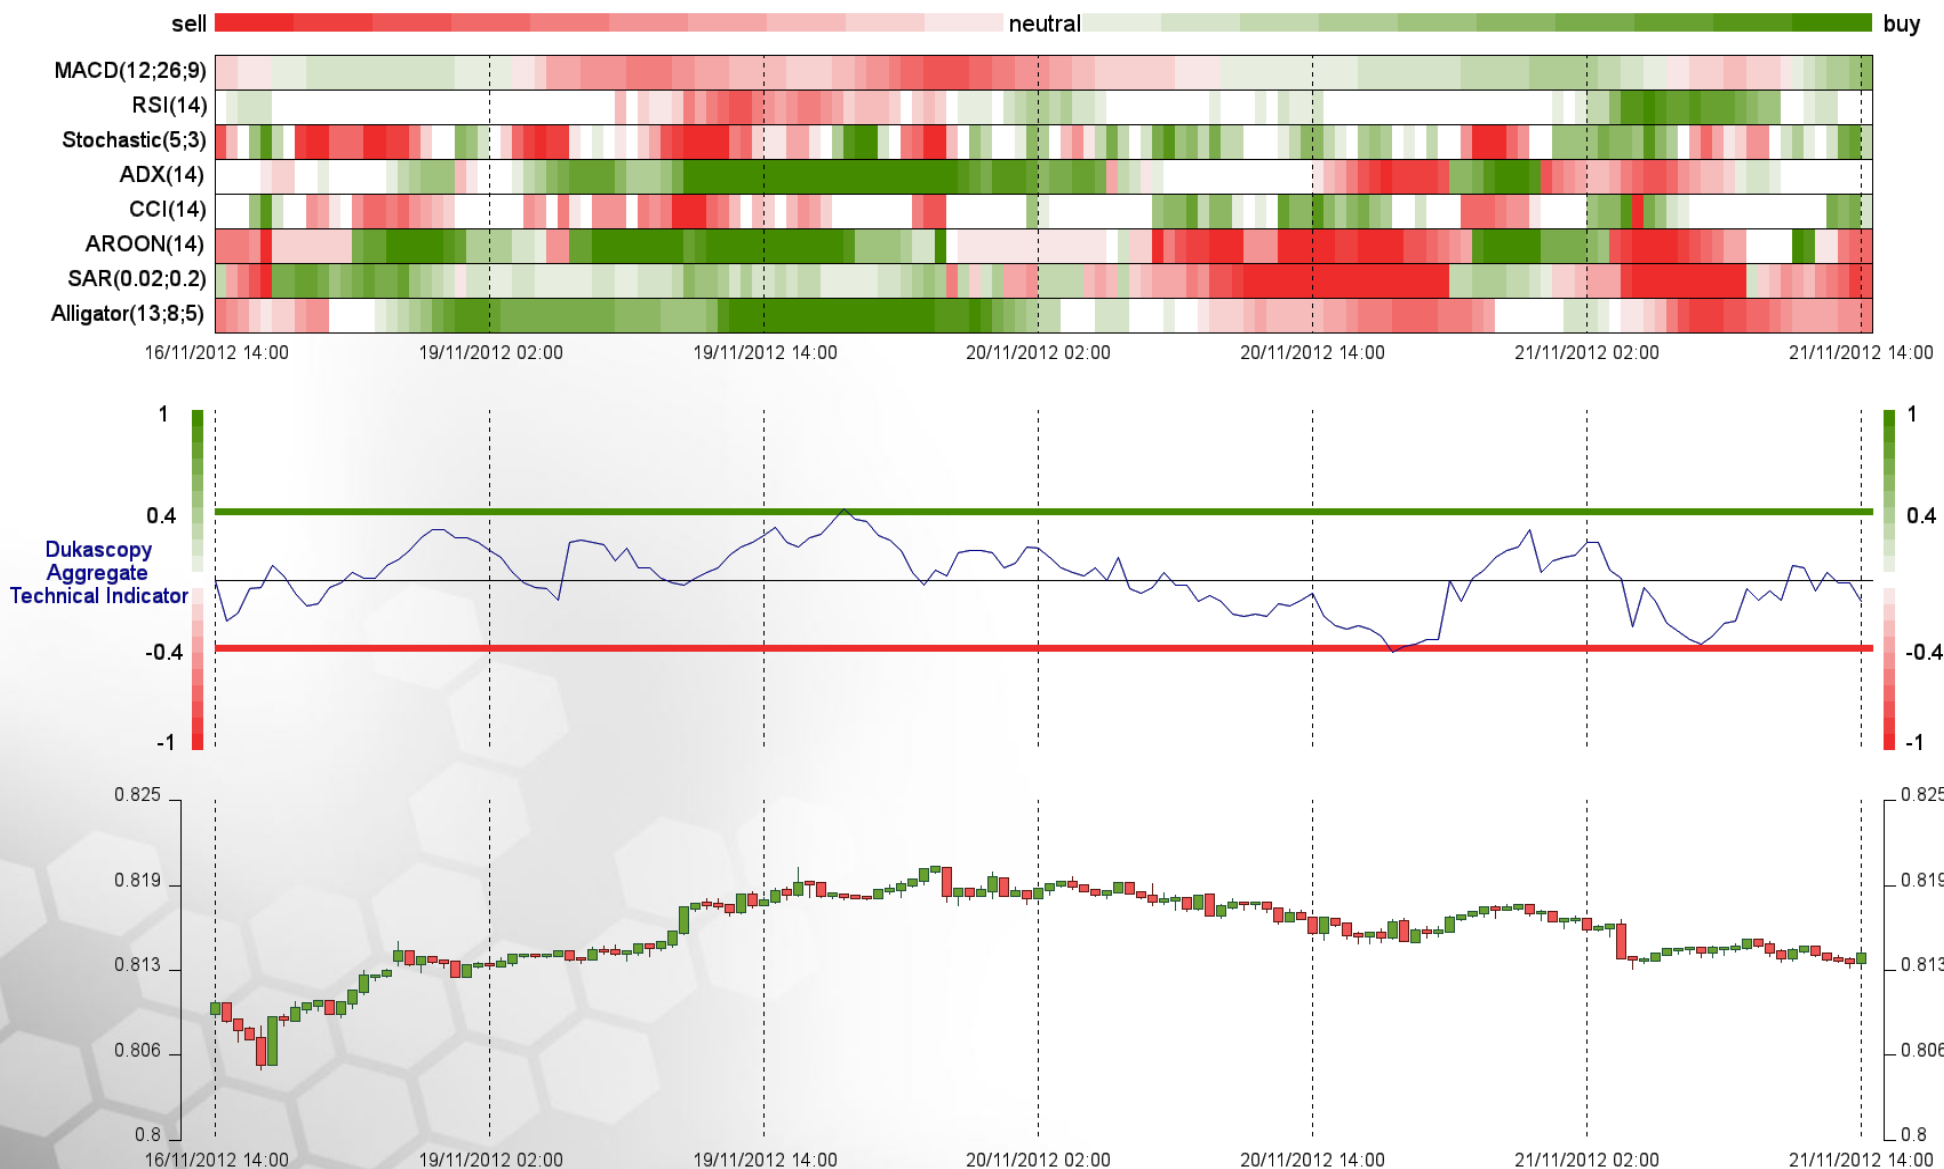 sell neutral buy
MACD(12;26;9)
RSI(14)
Stochastic(5;3)
ADX(14)
CCI(14)
AROON(14)
SAR(0.02;0.2)
Alligator(13;8;5)
16/11/2012 14:00 19/11/2012 02:00 19/11/2012 14:00 20/11/2012 02:00 20/11/2012 14:00 21/11/2012 02:00 21/11/2012 14:00
1 1
0.4 0.4
Dukascopy
Aggregate
Technical Indicator
-0.4 -0.4
-1 -1
0.825 0.825
0.819 0.819
0.813 0.813
0.806 0.806
0.8 0.8
16/11/2012 14:00 19/11/2012 02:00 19/11/2012 14:00 20/11/2012 02:00 20/11/2012 14:00 21/11/2012 02:00 21/11/2012 14:00